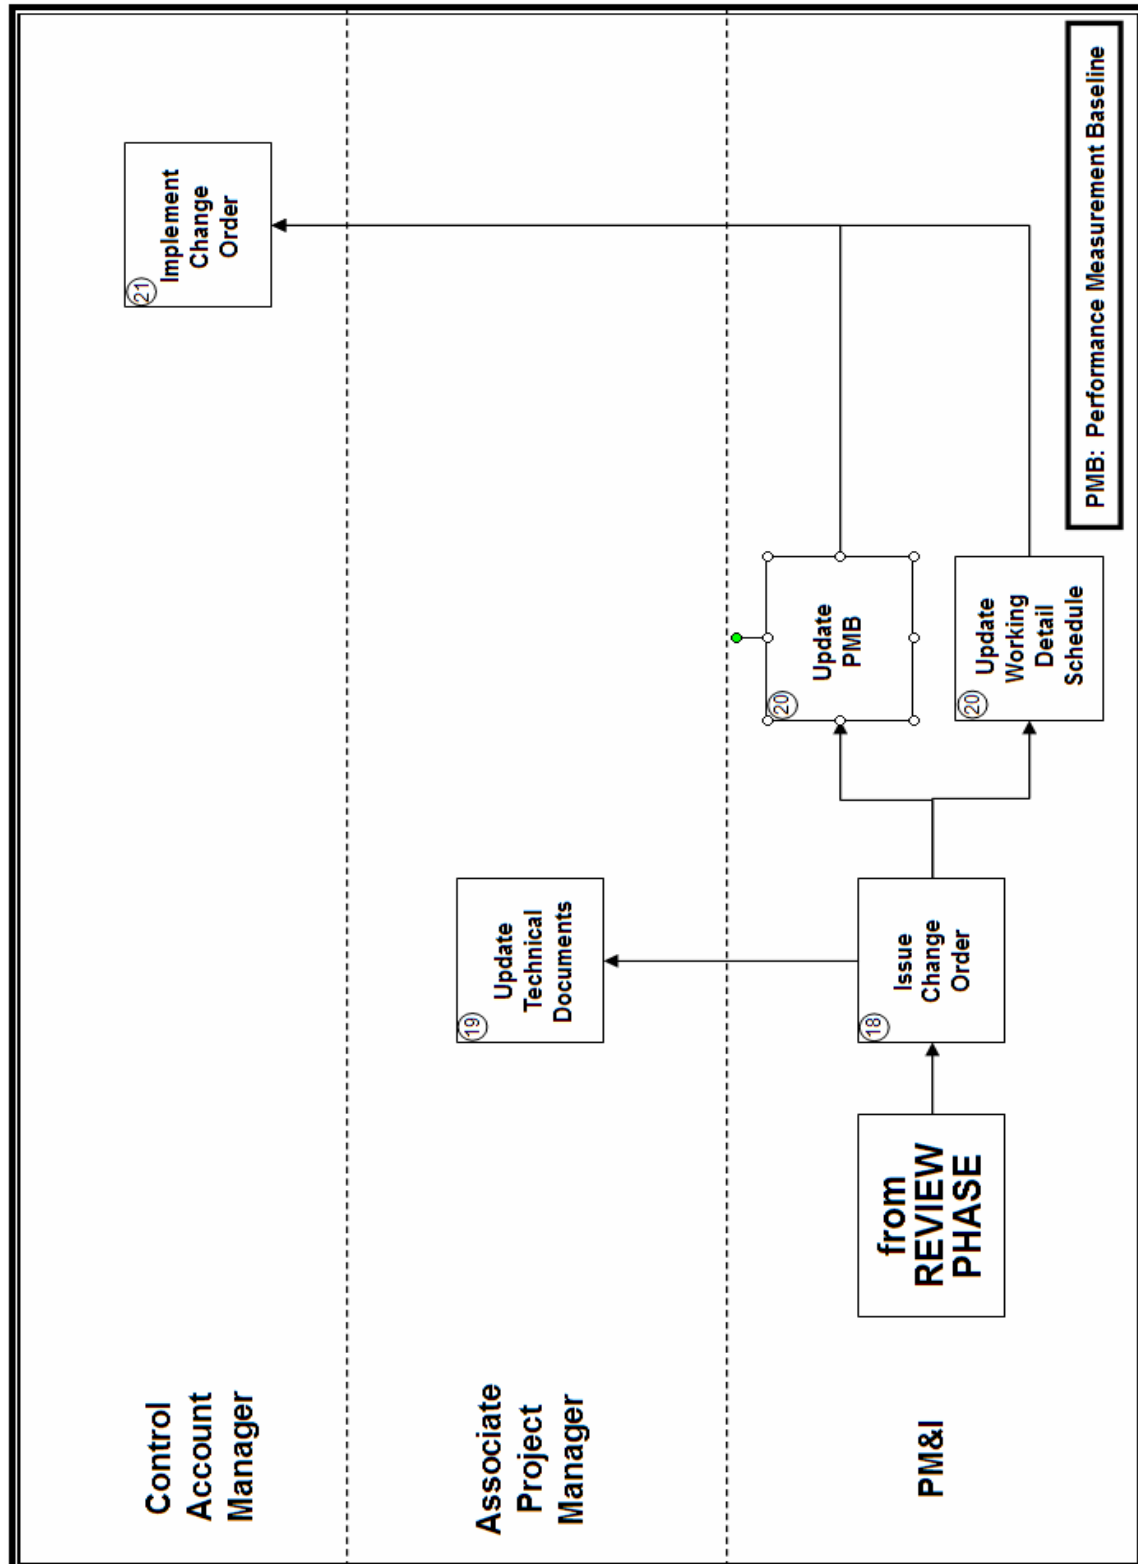 Control
Account
Manager
21
Implement
Change
Order
Associate
Project
Manager
19
Update
Technical
Documents
PM&I
from
REVIEW
PHASE
18
Issue
Change
Order
20
Update
PMB
20
Update
Working
Detail
Schedule
PMB: Performance Measurement Baseline